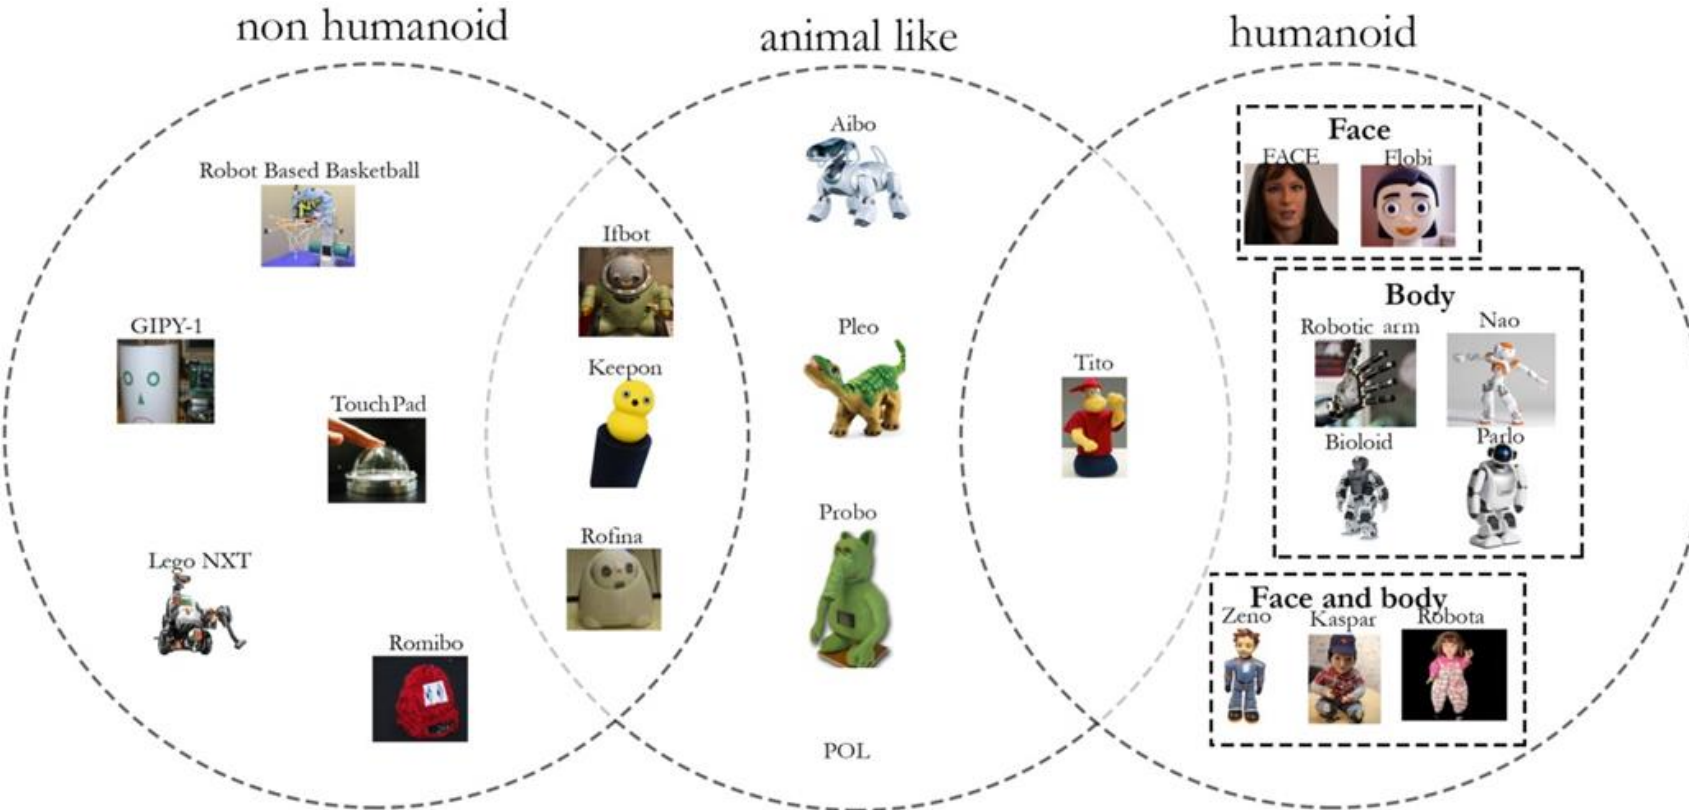 non humanoid
animal like
humanoid
Robot Based Basketball
GIPY-1
TouchPad
Lego NXT
Romibo
Ifbot
Keepon
Rofina
Aibo
Pleo
Probo
POL
Tito
Face
FACE
Flobi
Body
Robotic arm
Nao
Bioloid
Parlo
Face and body
Zeno
Kaspar
Robota